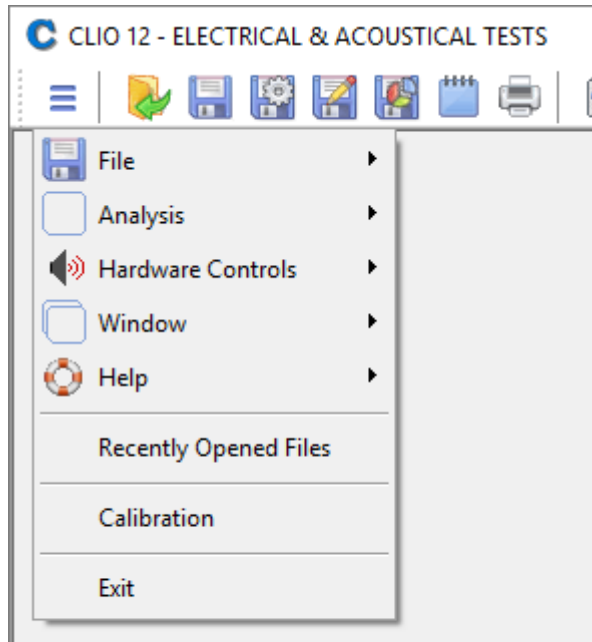 CLIO 12 - ELECTRICAL & ACOUSTICAL TESTS
File
Analysis
Hardware Controls
Window
Help
Recently Opened Files
Calibration
Exit